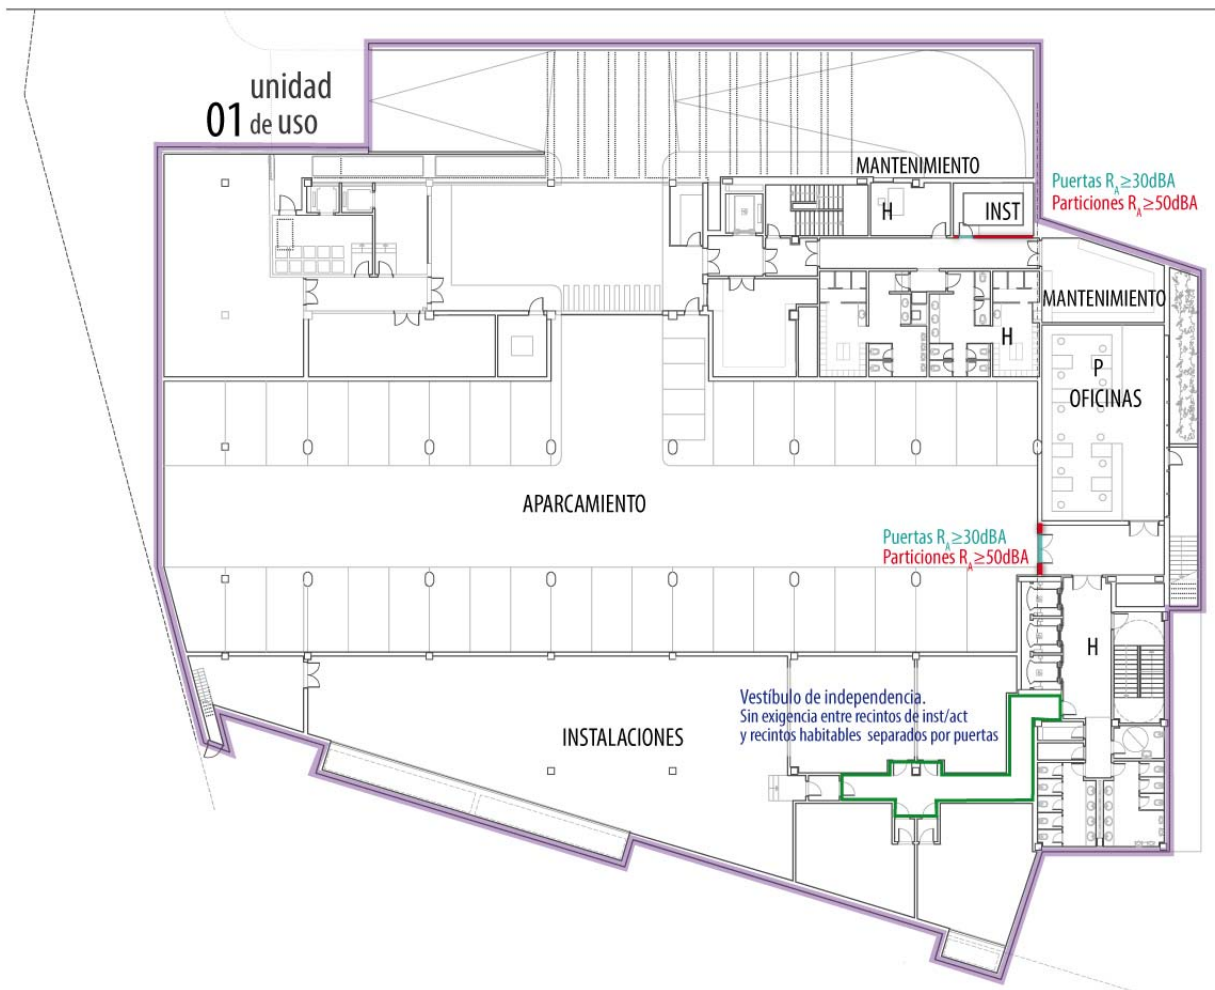 unidad
01 de uso
MANTENIMIENTO
Puertas RA≥30dBA
Particiones RA≥50dBA
H
INST
MANTENIMIENTO
H
P
OFICINAS
APARCAMIENTO
Puertas RA≥30dBA
Particiones RA≥50dBA
H
Vestíbulo de independencia.
Sin exigencia entre recintos de inst/act
y recintos habitables separados por puertas
INSTALACIONES